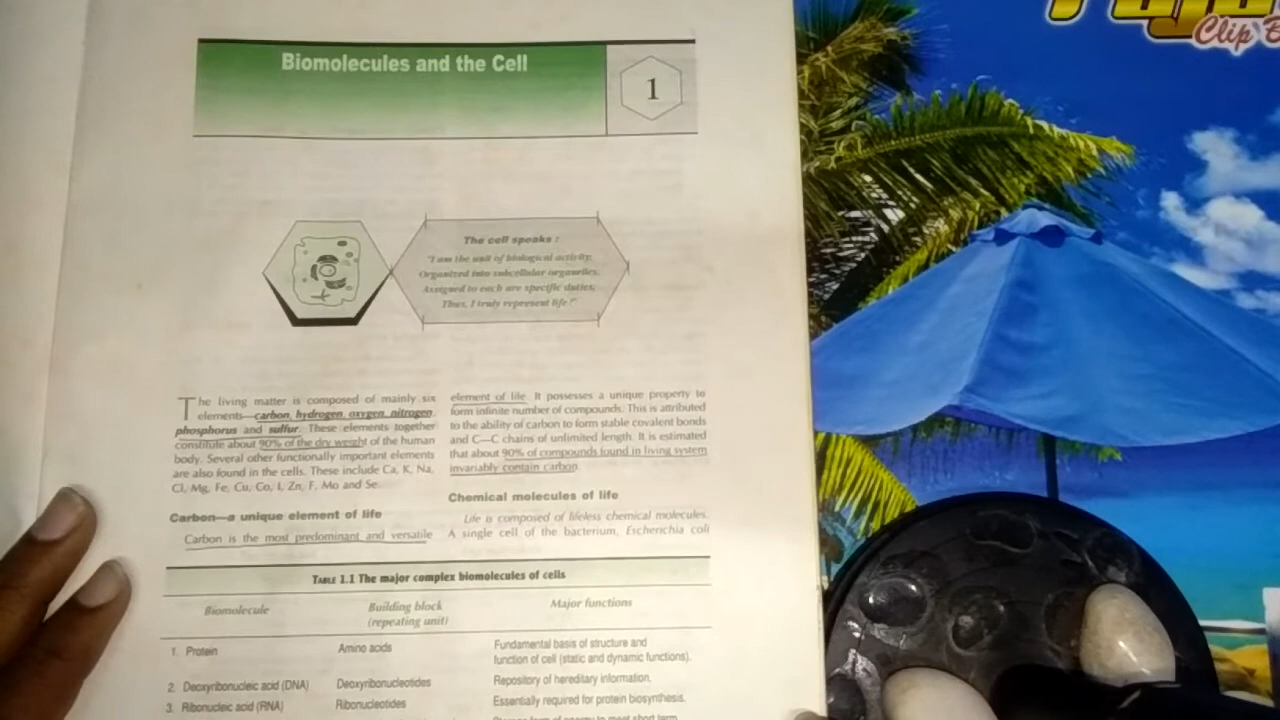 Biomolecules and the Cell
1
Clip B
The cell speaks :
"I am the unit of biological activity;
Organized into subcellular organelles;
Assigned to each are specific duties;
Thus, I truly represent life!"
The living matter is composed of mainly six
elements—carbon, hydrogen, oxygen, nitrogen,
phosphorus and sulfur. These elements together
constitute about 90% of the dry weight of the human
body. Several other functionally important elements
are also found in the cells. These include Ca, K, Na,
Cl, Mg, Fe, Cu, Co, I, Zn, F, Mo and Se.
Carbon—a unique element of life
Carbon is the most predominant and versatile
element of life. It possesses a unique property to
form infinite number of compounds. This is attributed
to the ability of carbon to form stable covalent bonds
and C—C chains of unlimited length. It is estimated
that about 90% of compounds found in living system
invariably contain carbon.
Chemical molecules of life
Life is composed of lifeless chemical molecules.
A single cell of the bacterium, Escherichia coli
TABLE 1.1 The major complex biomolecules of cells
Biomolecule Building block Major functions
(repeating unit)
1. Protein Amino acids Fundamental basis of structure and
function of cell (static and dynamic functions).
2. Deoxyribonucleic acid (DNA) Deoxyribonucleotides Repository of hereditary information.
3. Ribonucleic acid (RNA) Ribonucleotides Essentially required for protein biosynthesis.